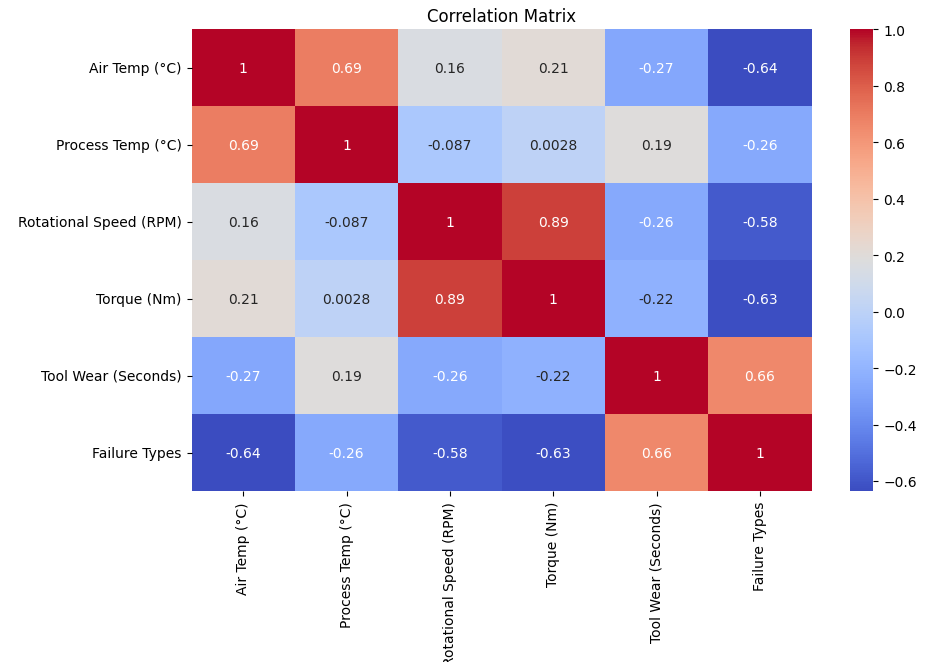 Correlation Matrix
Air Temp (°C) 1 0.69 0.16 0.21 -0.27 -0.64
Process Temp (°C) 0.69 1 -0.087 0.0028 0.19 -0.26
Rotational Speed (RPM) 0.16 -0.087 1 0.89 -0.26 -0.58
Torque (Nm) 0.21 0.0028 0.89 1 -0.22 -0.63
Tool Wear (Seconds) -0.27 0.19 -0.26 -0.22 1 0.66
Failure Types -0.64 -0.26 -0.58 -0.63 0.66 1
Air Temp (°C)
Process Temp (°C)
Rotational Speed (RPM)
Torque (Nm)
Tool Wear (Seconds)
Failure Types
1.0
0.8
0.6
0.4
0.2
0.0
−0.2
−0.4
−0.6